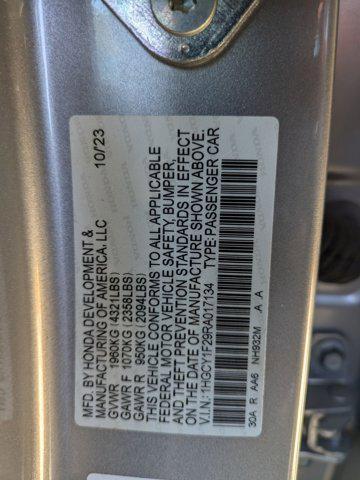 MFD. BY HONDA DEVELOPMENT & 10/'23
MANUFACTURING OF AMERICA, LLC
GVWR 1960KG (4321LBS)
GAWR F 1070KG (2358LBS)
GAWR R 950KG (2094LBS)
THIS VEHICLE CONFORMS TO ALL APPLICABLE
FEDERAL MOTOR VEHICLE SAFETY, BUMPER,
AND THEFT PREVENTION STANDARDS IN EFFECT
ON THE DATE OF MANUFACTURE SHOWN ABOVE.
V.I.N.: 1HGCY1F29RA017134 TYPE: PASSENGER CAR
30A R AA6 NH932M A A